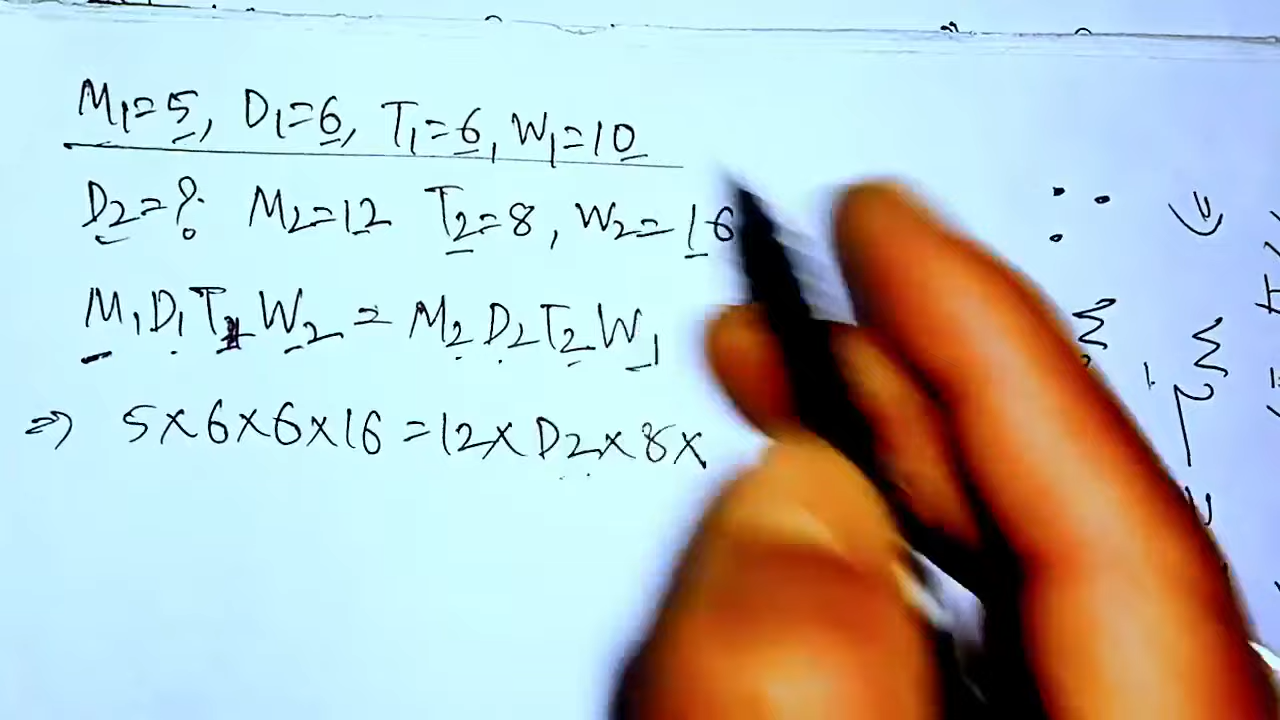 M₁=5, D₁=6, T₁=6, W₁=10
D₂=? M₂=12 T₂=8, W₂=16
M₁D₁T₁W₂ = M₂D₂T₂W₁
⇒ 5×6×6×16 =12× D₂× 8×